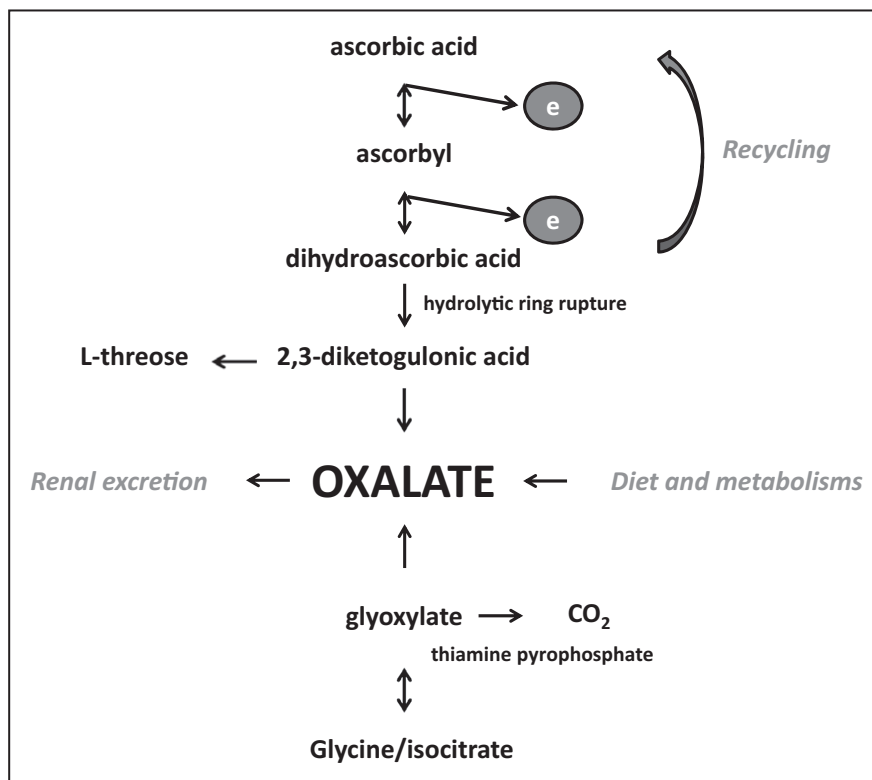 ascorbic acid
e
Recycling
ascorbyl
e
dihydroascorbic acid
hydrolytic ring rupture
L-threose
2,3-diketogulonic acid
Renal excretion
OXALATE
Diet and metabolisms
glyoxylate
CO₂
thiamine pyrophosphate
Glycine/isocitrate